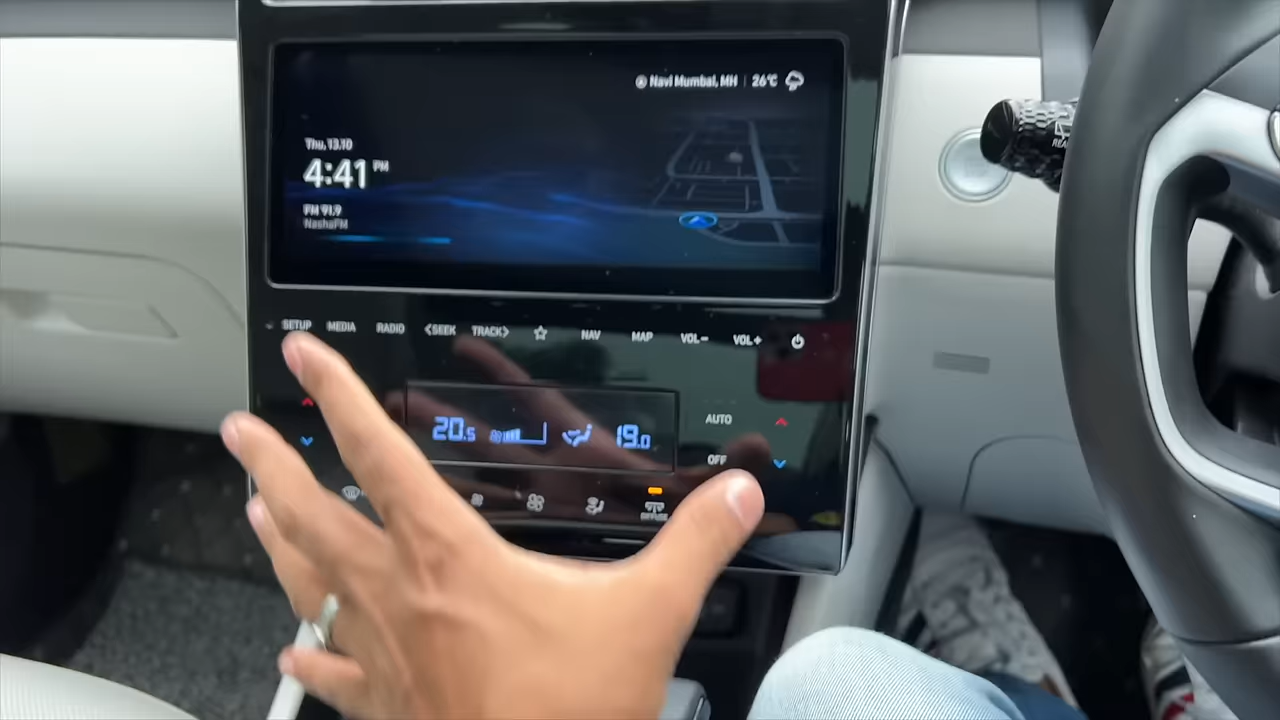 Navi Mumbai, MH 26°C
Thu, 13.10
4:41 PM
FM 91.9
NashaFM
SETUP MEDIA RADIO <SEEK TRACK> NAV MAP VOL- VOL+
20.5 19.0 AUTO
OFF
DIFFUSE